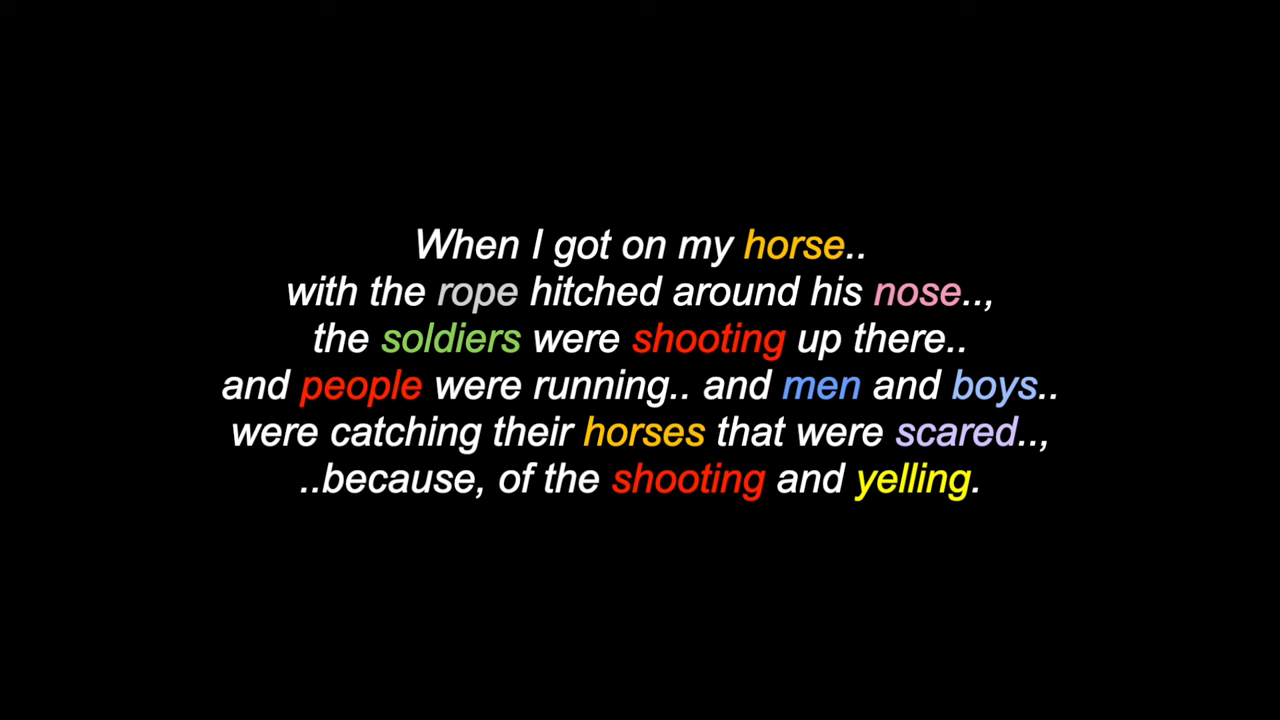 When I got on my horse..
with the rope hitched around his nose..,
the soldiers were shooting up there..
and people were running.. and men and boys..
were catching their horses that were scared..,
..because, of the shooting and yelling.